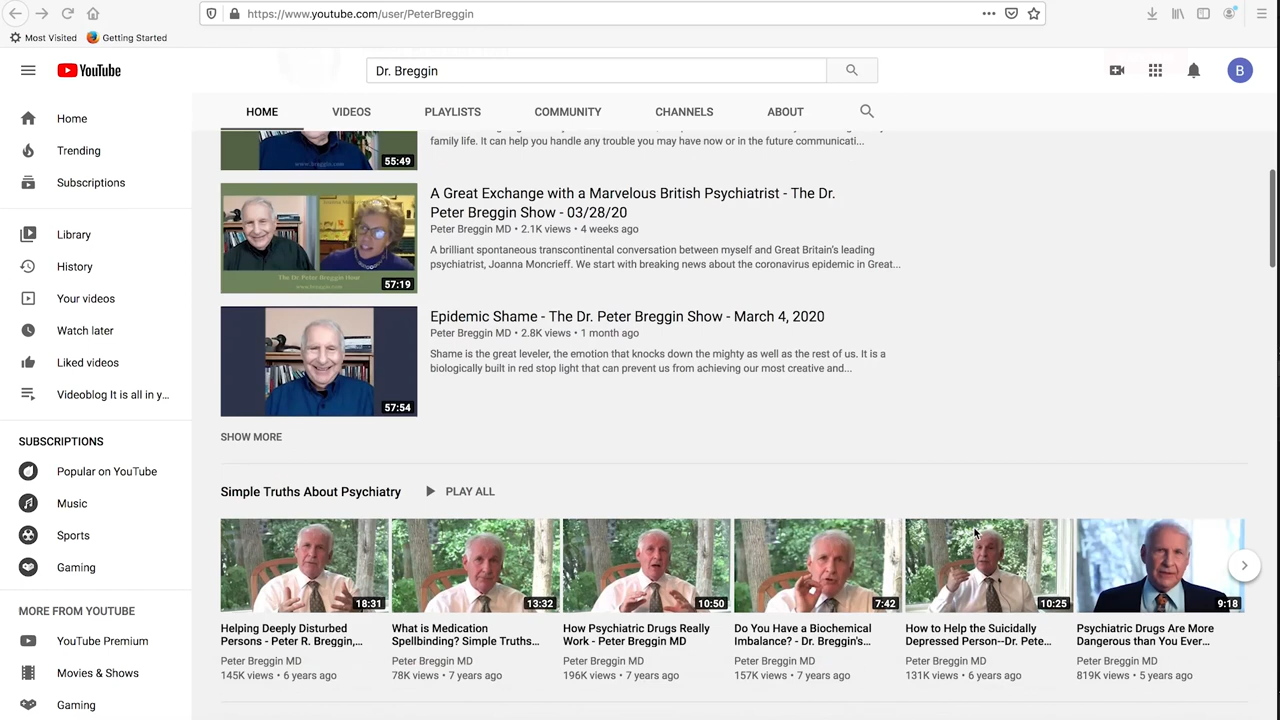 https://www.youtube.com/user/PeterBreggin
Most Visited
Getting Started
YouTube
Dr. Breggin
B
HOME
VIDEOS
PLAYLISTS
COMMUNITY
CHANNELS
ABOUT
Home
Trending
Subscriptions
Library
History
Your videos
Watch later
Liked videos
Videoblog It is all in y...
SUBSCRIPTIONS
Popular on YouTube
Music
Sports
Gaming
MORE FROM YOUTUBE
YouTube Premium
Movies & Shows
Gaming
55:49
family life. It can help you handle any trouble you may have now or in the future communicati...
The Dr. Peter Breggin Hour
www.breggin.com
57:19
A Great Exchange with a Marvelous British Psychiatrist - The Dr.
Peter Breggin Show - 03/28/20
Peter Breggin MD • 2.1K views • 4 weeks ago
A brilliant spontaneous transcontinental conversation between myself and Great Britain's leading
psychiatrist, Joanna Moncrieff. We start with breaking news about the coronavirus epidemic in Great...
57:54
Epidemic Shame - The Dr. Peter Breggin Show - March 4, 2020
Peter Breggin MD • 2.8K views • 1 month ago
Shame is the great leveler, the emotion that knocks down the mighty as well as the rest of us. It is a
biologically built in red stop light that can prevent us from achieving our most creative and...
SHOW MORE
Simple Truths About Psychiatry
PLAY ALL
18:31
Helping Deeply Disturbed
Persons - Peter R. Breggin,...
Peter Breggin MD
145K views • 6 years ago
13:32
What is Medication
Spellbinding? Simple Truths...
Peter Breggin MD
78K views • 7 years ago
10:50
How Psychiatric Drugs Really
Work - Peter Breggin MD
Peter Breggin MD
196K views • 7 years ago
7:42
Do You Have a Biochemical
Imbalance? - Dr. Breggin's...
Peter Breggin MD
157K views • 7 years ago
10:25
How to Help the Suicidally
Depressed Person--Dr. Pete...
Peter Breggin MD
131K views • 6 years ago
9:18
Psychiatric Drugs Are More
Dangerous than You Ever...
Peter Breggin MD
819K views • 5 years ago